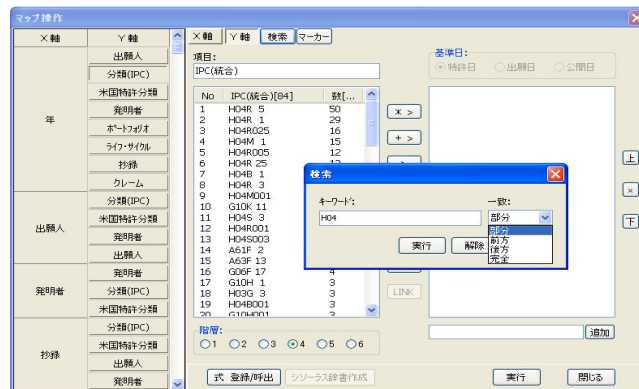 マップ操作
X 軸
Y 軸
年
出願人
分類(IPC)
米国特許分類
発明者
ポートフォリオ
ライフ・サイクル
抄録
クレーム
出願人
分類(IPC)
米国特許分類
発明者
出願人
発明者
発明者
分類(IPC)
米国特許分類
抄録
分類(IPC)
米国特許分類
出願人
発明者
X 軸
Y 軸
検索
マーカー
項目:
IPC(統合)
No IPC(統合)[84] 数[...
1 H04R 5 50
2 H04R 1 29
3 H04R025 16
4 H04M 1 15
5 H04R005 12
6 H04R 25
7 H04B 1
8 H04R 3
9 H04M001
10 G10K 11
11 H04S 3
12 H04R001
13 H04S003
14 A61F 2
15 A63F 13
16 G06F 17 4
17 G10H 1 3
18 H03G 3 3
19 H04B001 3
20 G10H001 3
階層:
1 2 3 4 5 6
式 登録/呼出
シソーラス辞書作成
* >
+ >
LINK
基準日:
特許日 出願日 公開日
上
×
下
追加
実行
閉じる
検索
キーワード:
H04
一致:
部分
部分
前方
後方
完全
実行
解除